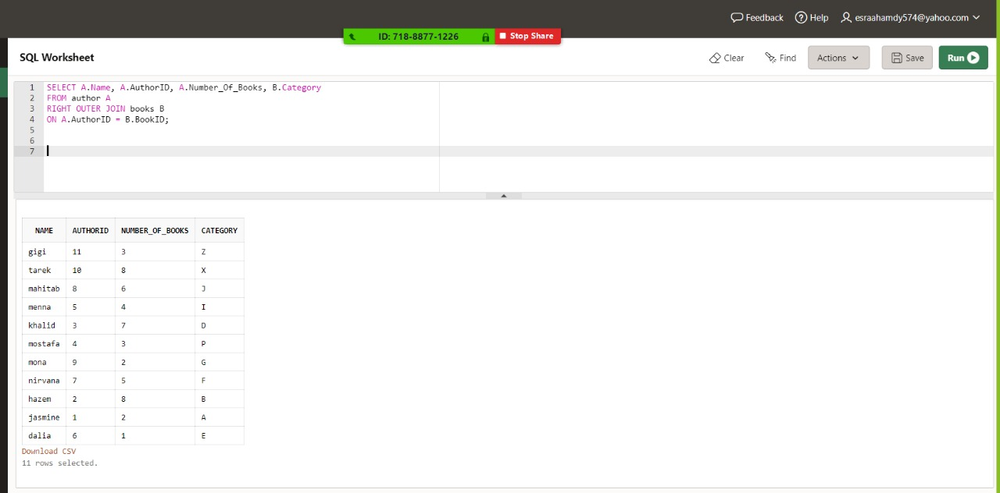 Feedback Help esraahamdy574@yahoo.com
ID: 718-8877-1226 Stop Share
SQL Worksheet Clear Find Actions Save Run
1 SELECT A.Name, A.AuthorID, A.Number_Of_Books, B.Category
2 FROM author A
3 RIGHT OUTER JOIN books B
4 ON A.AuthorID = B.BookID;
5
6
7
NAME AUTHORID NUMBER_OF_BOOKS CATEGORY
gigi 11 3 Z
tarek 10 8 X
mahitab 8 6 J
menna 5 4 I
khalid 3 7 D
mostafa 4 3 P
mona 9 2 G
nirvana 7 5 F
hazem 2 8 B
jasmine 1 2 A
dalia 6 1 E
Download CSV
11 rows selected.